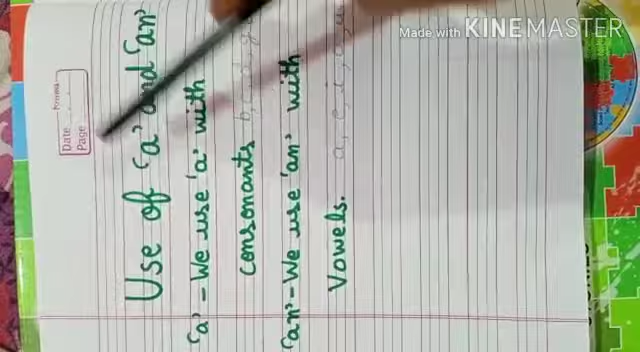 Made with KINEMASTER
Date
Page
Use of 'a' and 'an'
'a' - We use 'a' with
consonants b, c, d, g
'an' - We use 'an' with
vowels. a, e, i, o, u